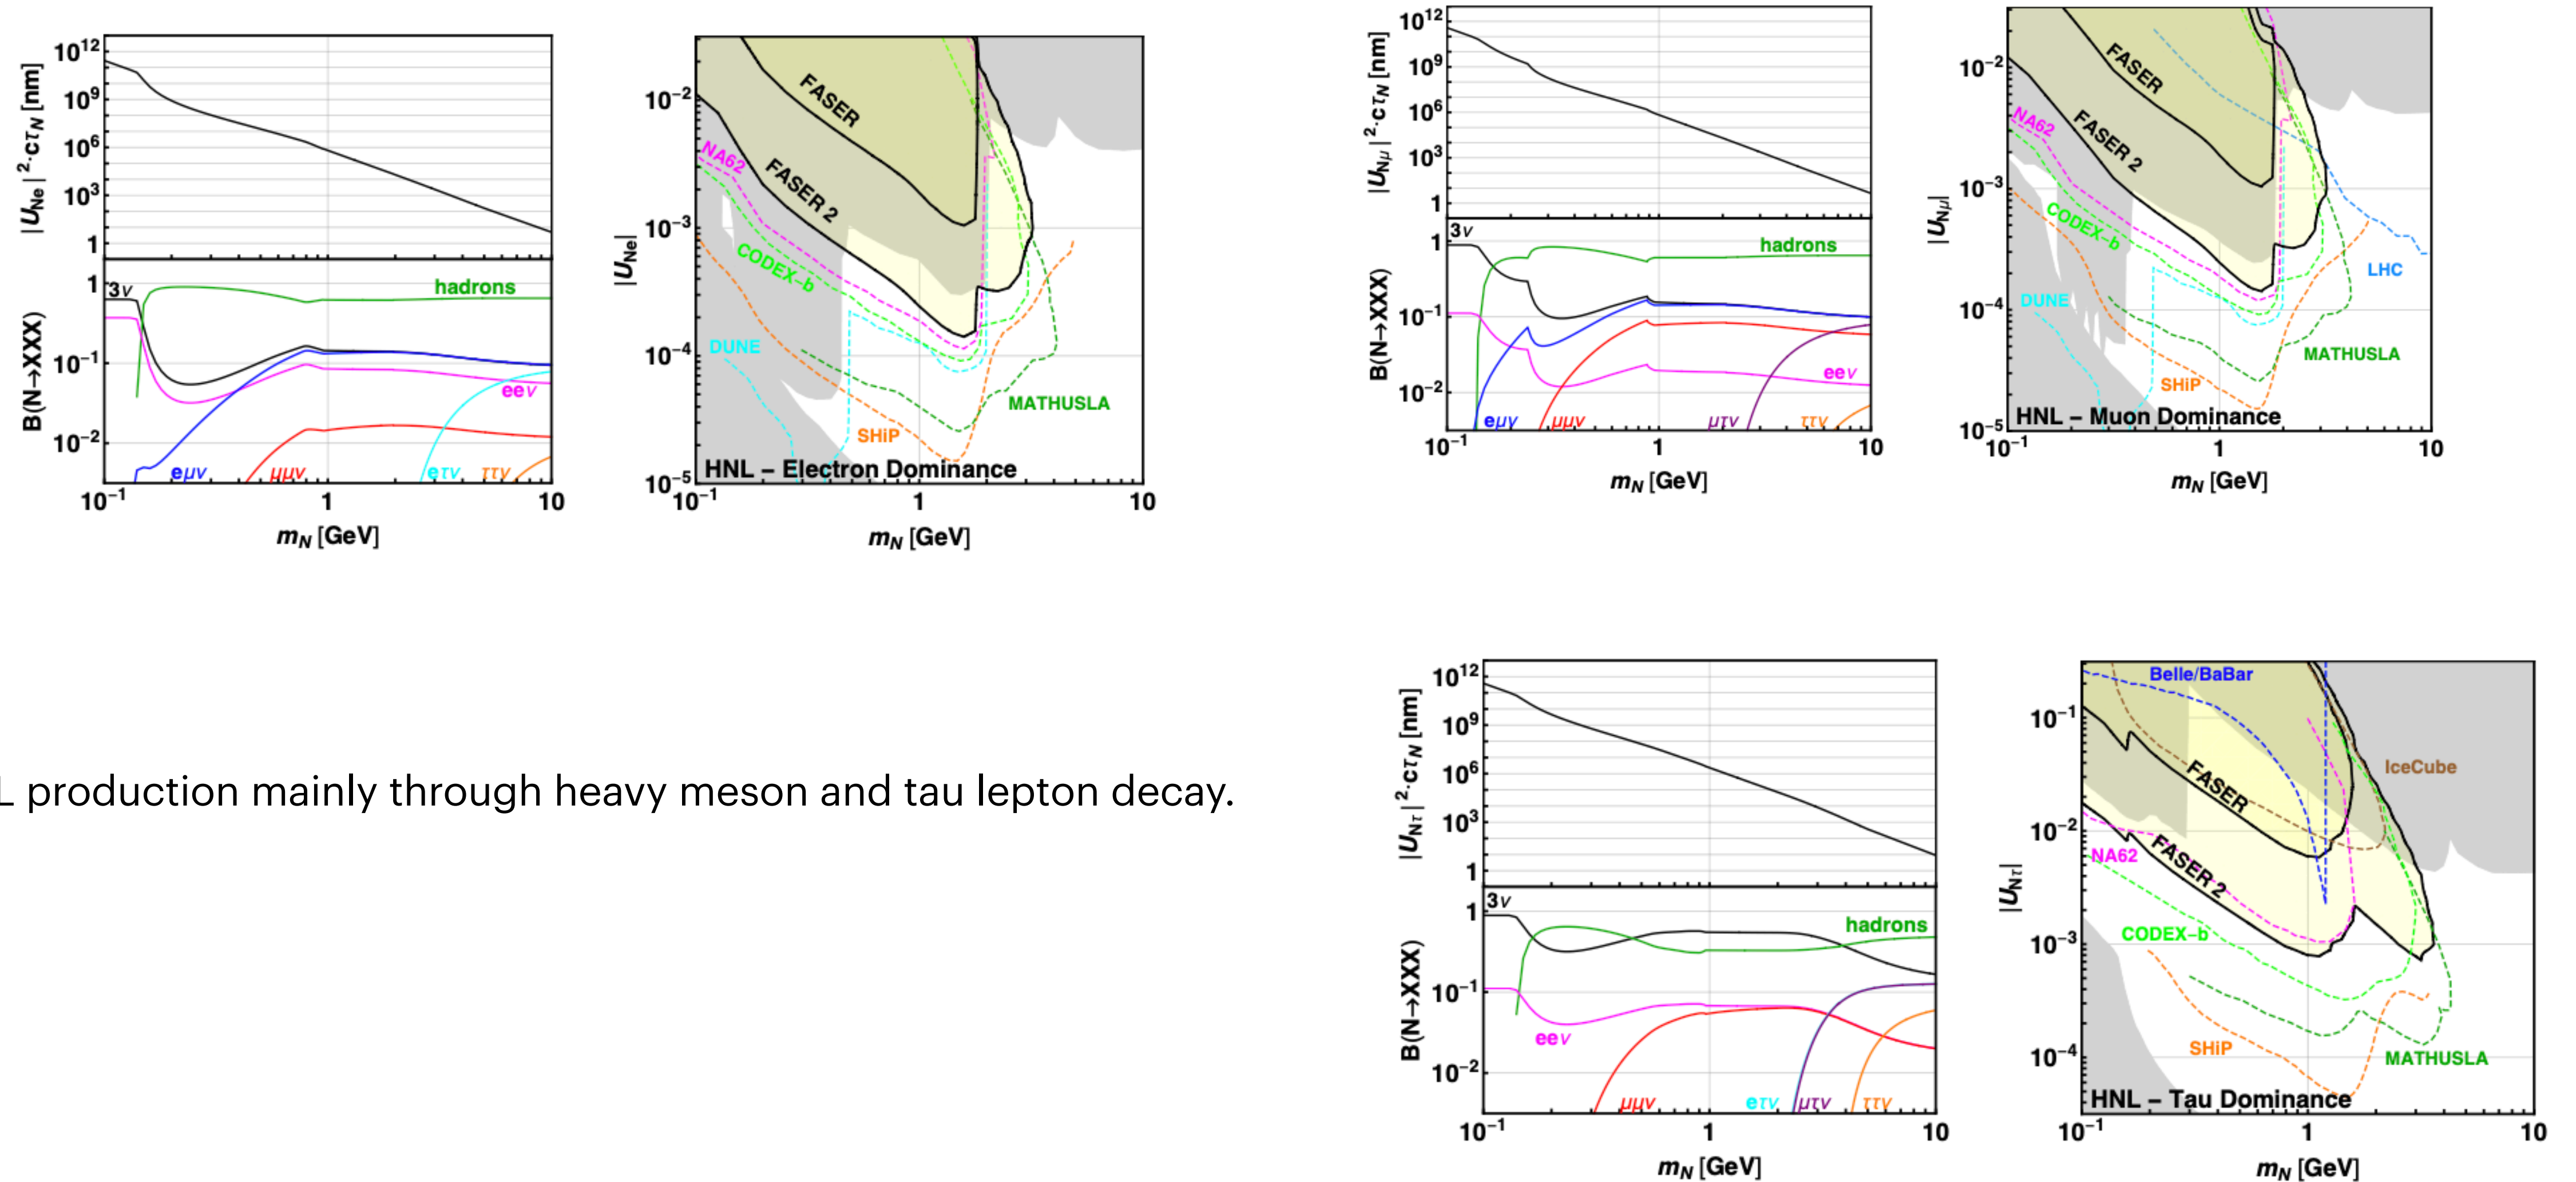 10¹²
10⁹
10⁶
10³
1
|U_Ne|²·cτ_N [nm]
1
10⁻¹
10⁻²
B(N→XXX)
3ν
hadrons
eeν
eμν
μμν
eτν
ττν
10⁻¹
1
10
m_N [GeV]
10⁻²
10⁻³
10⁻⁴
10⁻⁵
|U_Ne|
FASER
FASER 2
NA62
CODEX-b
DUNE
MATHUSLA
SHiP
HNL – Electron Dominance
10⁻¹
1
10
m_N [GeV]
10¹²
10⁹
10⁶
10³
1
|U_Nμ|²·cτ_N [nm]
1
10⁻¹
10⁻²
B(N→XXX)
3ν
hadrons
eeν
eμν
μμν
μτν
ττν
10⁻¹
1
10
m_N [GeV]
10⁻²
10⁻³
10⁻⁴
10⁻⁵
|U_Nμ|
FASER
FASER 2
NA62
CODEX-b
LHC
DUNE
MATHUSLA
SHiP
HNL – Muon Dominance
10⁻¹
1
10
m_N [GeV]
L production mainly through heavy meson and tau lepton decay.
10¹²
10⁹
10⁶
10³
1
|U_Nτ|²·cτ_N [nm]
1
10⁻¹
10⁻²
B(N→XXX)
3ν
hadrons
eeν
μμν
eτν
μτν
ττν
10⁻¹
1
10
m_N [GeV]
10⁻¹
10⁻²
10⁻³
10⁻⁴
|U_Nτ|
Belle/BaBar
IceCube
FASER
NA62
FASER 2
CODEX-b
SHiP
MATHUSLA
HNL – Tau Dominance
10⁻¹
1
10
m_N [GeV]